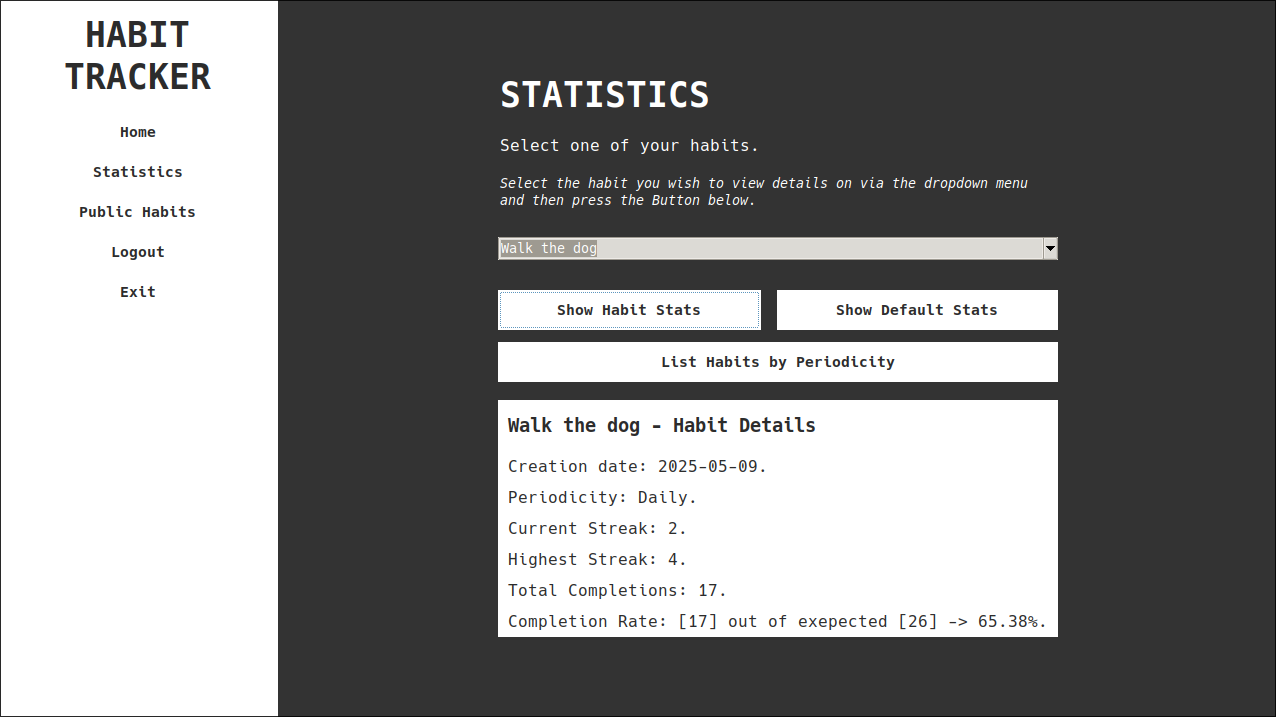 HABIT
TRACKER
Home
Statistics
Public Habits
Logout
Exit
STATISTICS
Select one of your habits.
Select the habit you wish to view details on via the dropdown menu
and then press the Button below.
Walk the dog
Show Habit Stats
Show Default Stats
List Habits by Periodicity
Walk the dog - Habit Details
Creation date: 2025-05-09.
Periodicity: Daily.
Current Streak: 2.
Highest Streak: 4.
Total Completions: 17.
Completion Rate: [17] out of exepected [26] -> 65.38%.